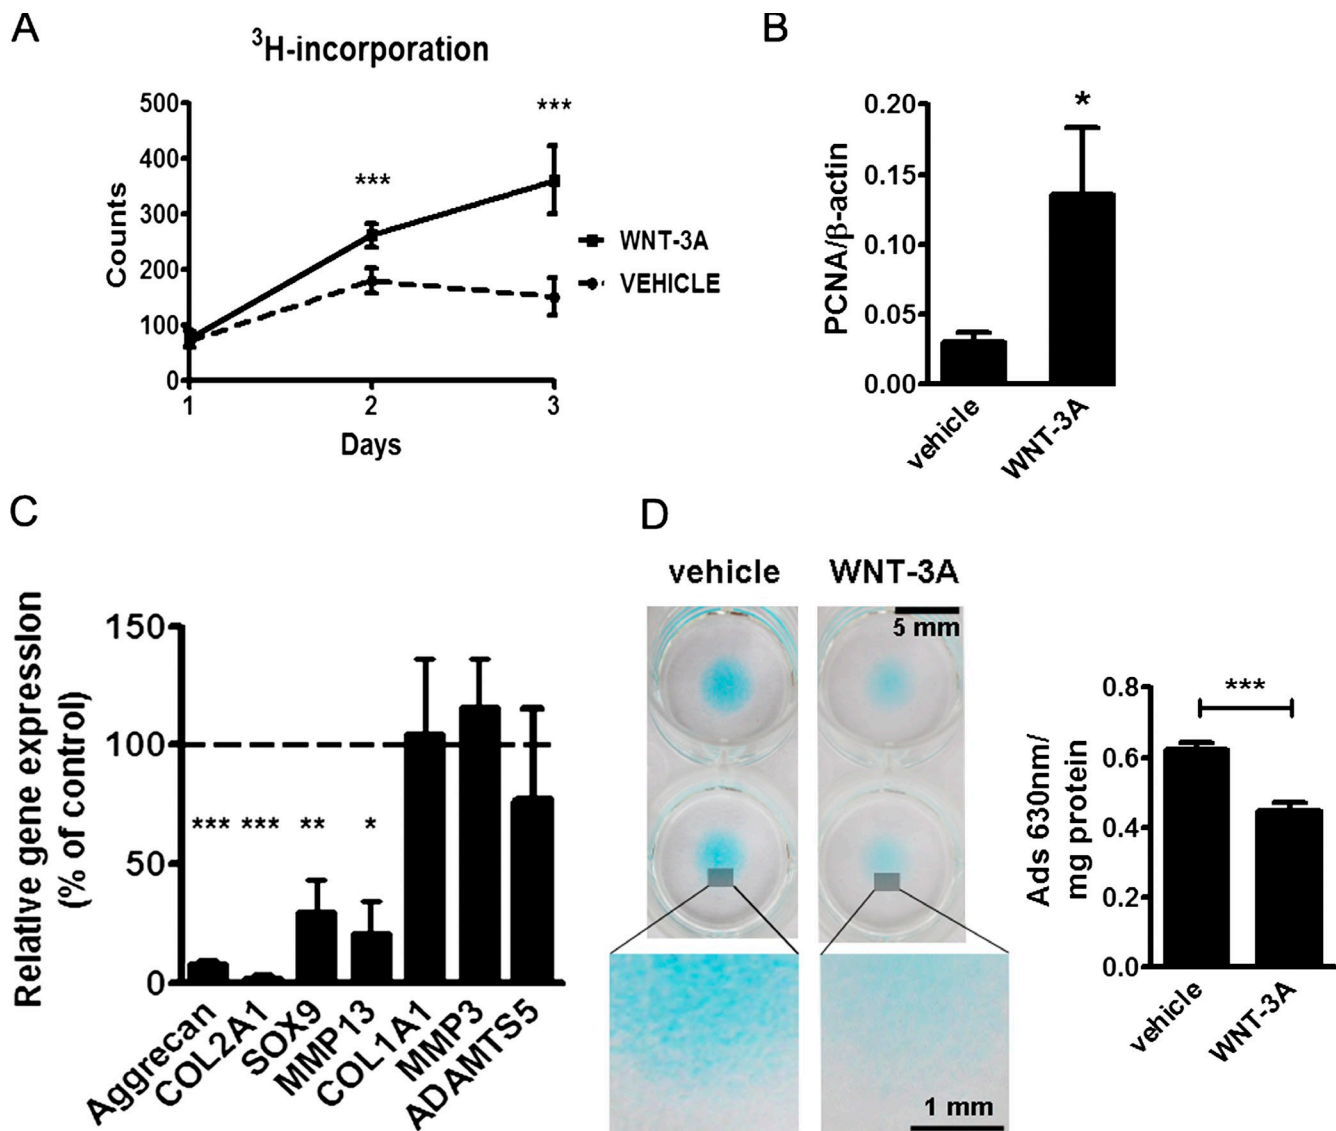 A
³H-incorporation
Counts
500
400
300
200
100
0
***
***
1
2
3
Days
WNT-3A
VEHICLE
B
PCNA/β-actin
0.20
0.15
0.10
0.05
0.00
*
vehicle
WNT-3A
C
Relative gene expression
(% of control)
150
100
50
0
*** *** ** *
Aggrecan
COL2A1
SOX9
MMP13
COL1A1
MMP3
ADAMTS5
D
vehicle
WNT-3A
5 mm
1 mm
Ads 630nm/
mg protein
0.8
0.6
0.4
0.2
0.0
***
vehicle
WNT-3A